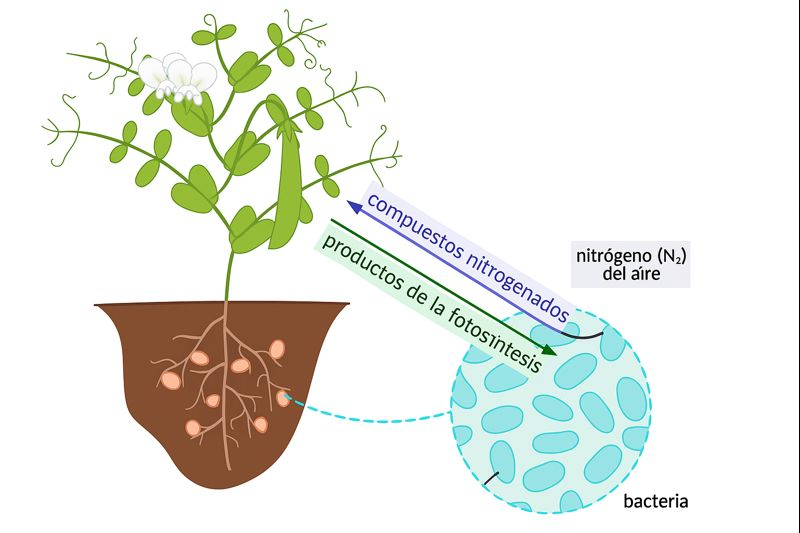 compuestos nitrogenados
productos de la fotosíntesis
nitrógeno (N₂)
del aire
bacteria